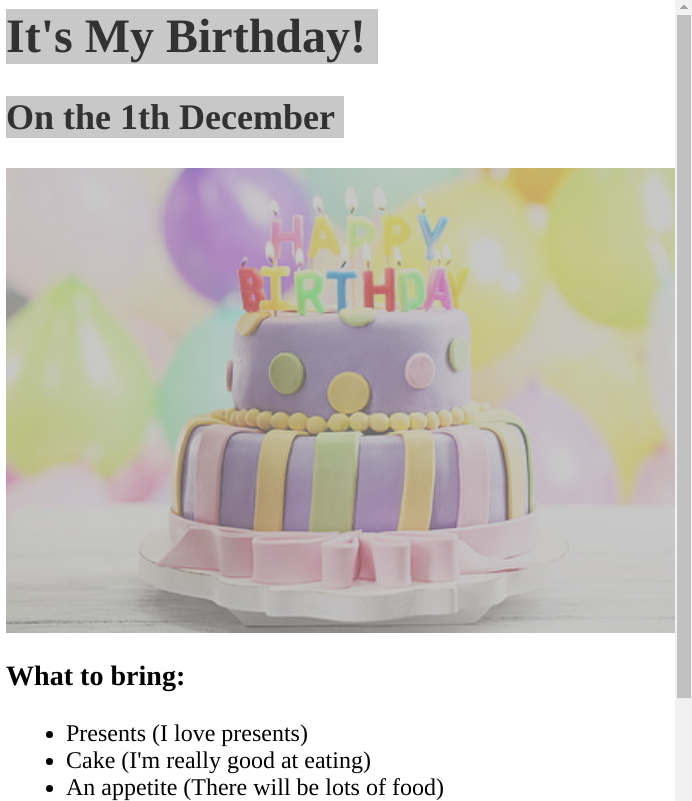 It's My Birthday!
On the 1th December
HAPPY
BIRTHDAY
What to bring:
Presents (I love presents)
Cake (I'm really good at eating)
An appetite (There will be lots of food)